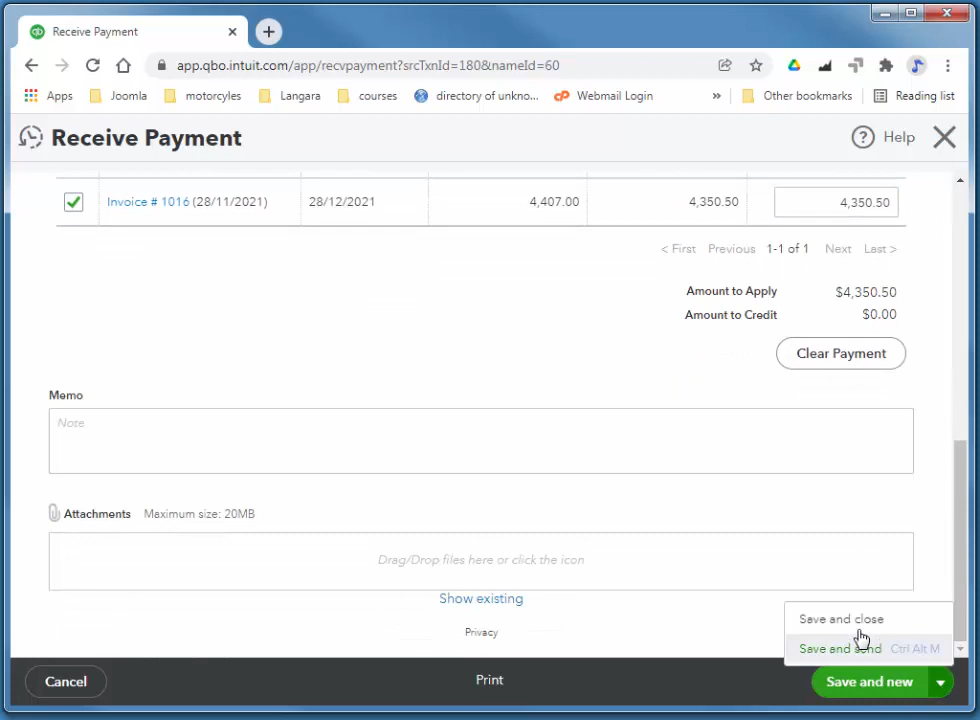 Receive Payment
app.qbo.intuit.com/app/recvpayment?srcTxnId=180&nameId=60
Apps Joomla motorcyles Langara courses directory of unkno... Webmail Login » Other bookmarks Reading list
Receive Payment Help
Invoice # 1016 (28/11/2021) 28/12/2021 4,407.00 4,350.50 4,350.50
< First Previous 1-1 of 1 Next Last >
Amount to Apply $4,350.50
Amount to Credit $0.00
Clear Payment
Memo
Note
Attachments Maximum size: 20MB
Drag/Drop files here or click the icon
Show existing
Privacy
Save and close
Save and send Ctrl Alt M
Cancel Print Save and new